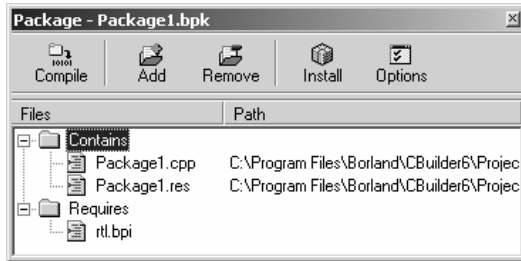 Package - Package1.bpk
Compile Add Remove Install Options
Files Path
Contains
Package1.cpp C:\Program Files\Borland\CBuilder6\Projec
Package1.res C:\Program Files\Borland\CBuilder6\Projec
Requires
rtl.bpi